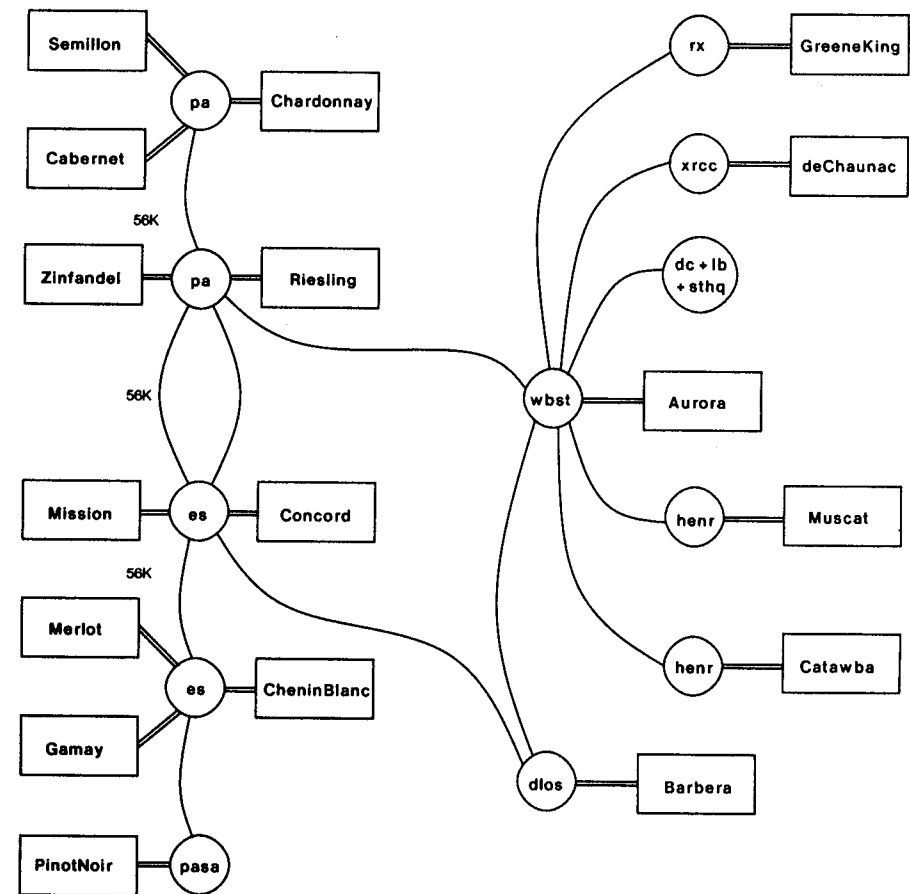 Semillon
pa
Chardonnay
Cabernet
56K
Zinfandel
pa
Riesling
56K
Mission
es
Concord
56K
Merlot
es
CheninBlanc
Gamay
PinotNoir
pasa
rx
GreeneKing
xrcc
deChaunac
dc + lb
+ sthq
wbst
Aurora
henr
Muscat
henr
Catawba
dlos
Barbera